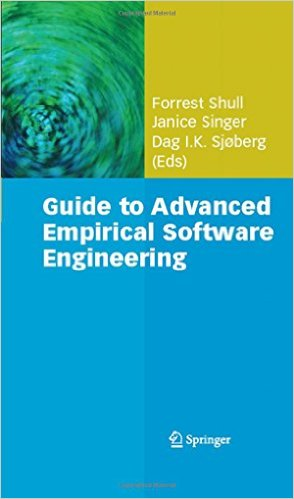 Forrest Shull
Janice Singer
Dag I.K. Sjøberg
(Eds)
Guide to Advanced
Empirical Software
Engineering
Springer